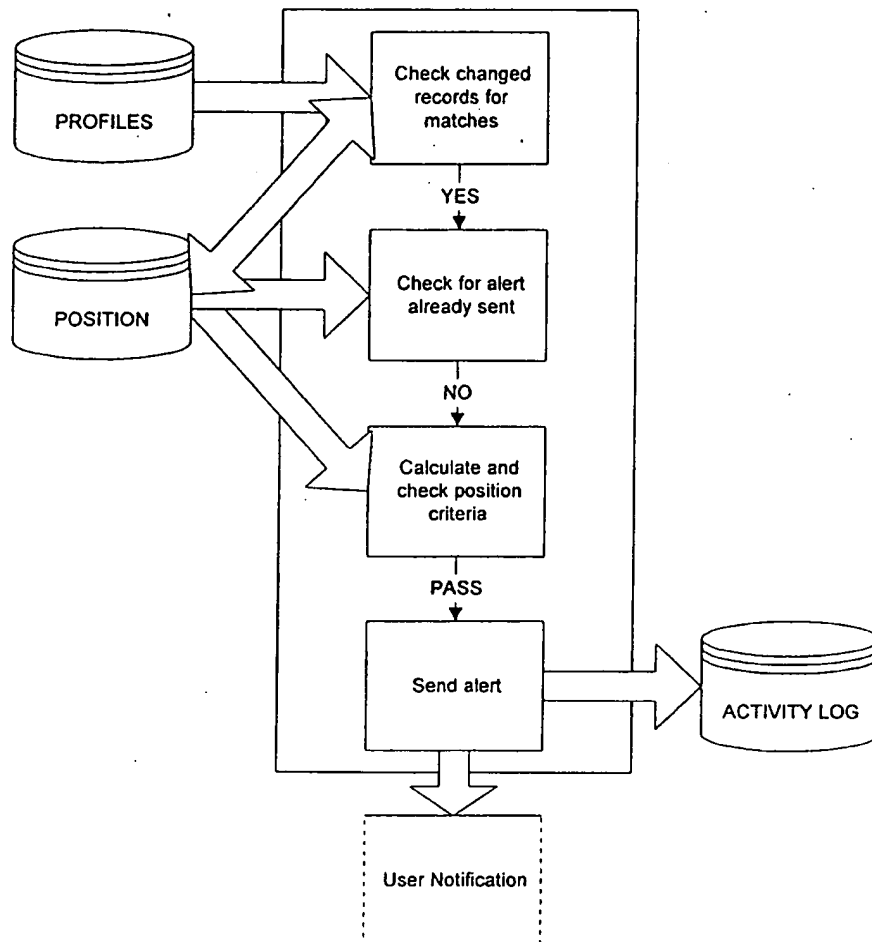 PROFILES
Check changed
records for
matches
YES
POSITION
Check for alert
already sent
NO
Calculate and
check position
criteria
PASS
Send alert
ACTIVITY LOG
User Notification